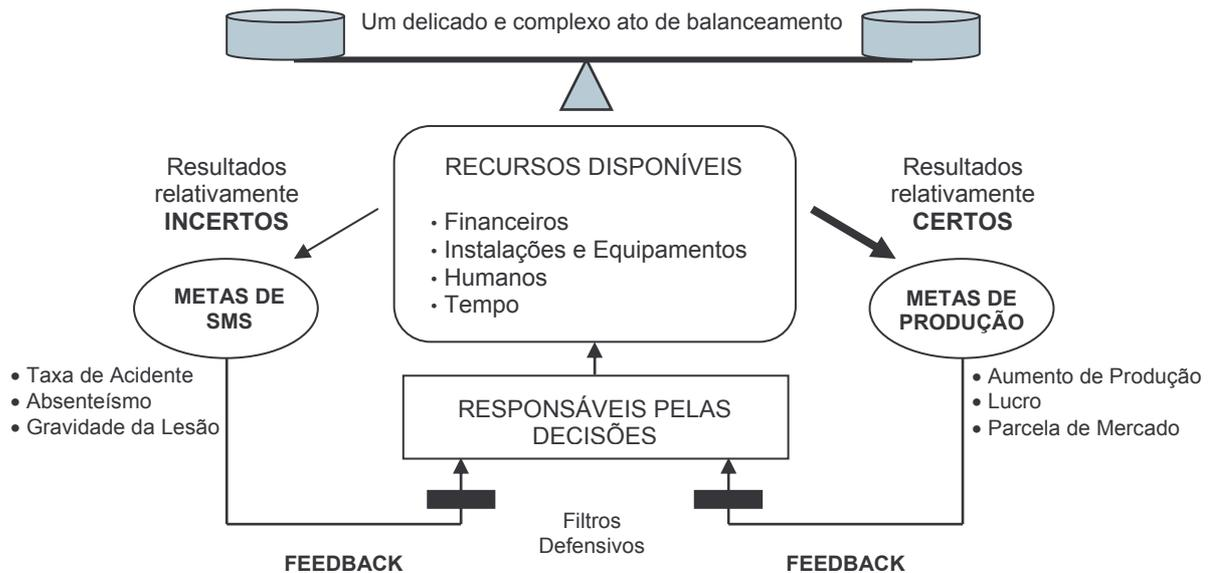 Um delicado e complexo ato de balanceamento
Resultados
relativamente
INCERTOS
RECURSOS DISPONÍVEIS
• Financeiros
• Instalações e Equipamentos
• Humanos
• Tempo
Resultados
relativamente
CERTOS
METAS DE
SMS
METAS DE
PRODUÇÃO
• Taxa de Acidente
• Absenteísmo
• Gravidade da Lesão
RESPONSÁVEIS PELAS
DECISÕES
• Aumento de Produção
• Lucro
• Parcela de Mercado
Filtros
Defensivos
FEEDBACK
FEEDBACK